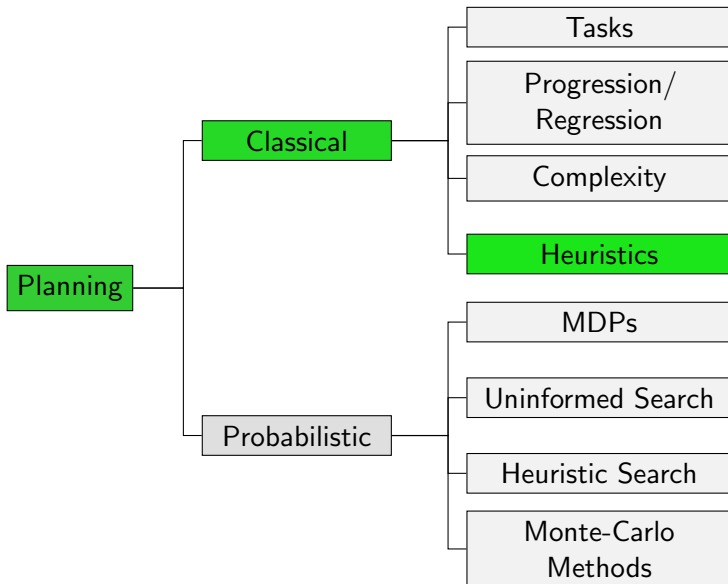 Planning
Classical
Tasks
Progression/
Regression
Complexity
Heuristics
Probabilistic
MDPs
Uninformed Search
Heuristic Search
Monte-Carlo
Methods